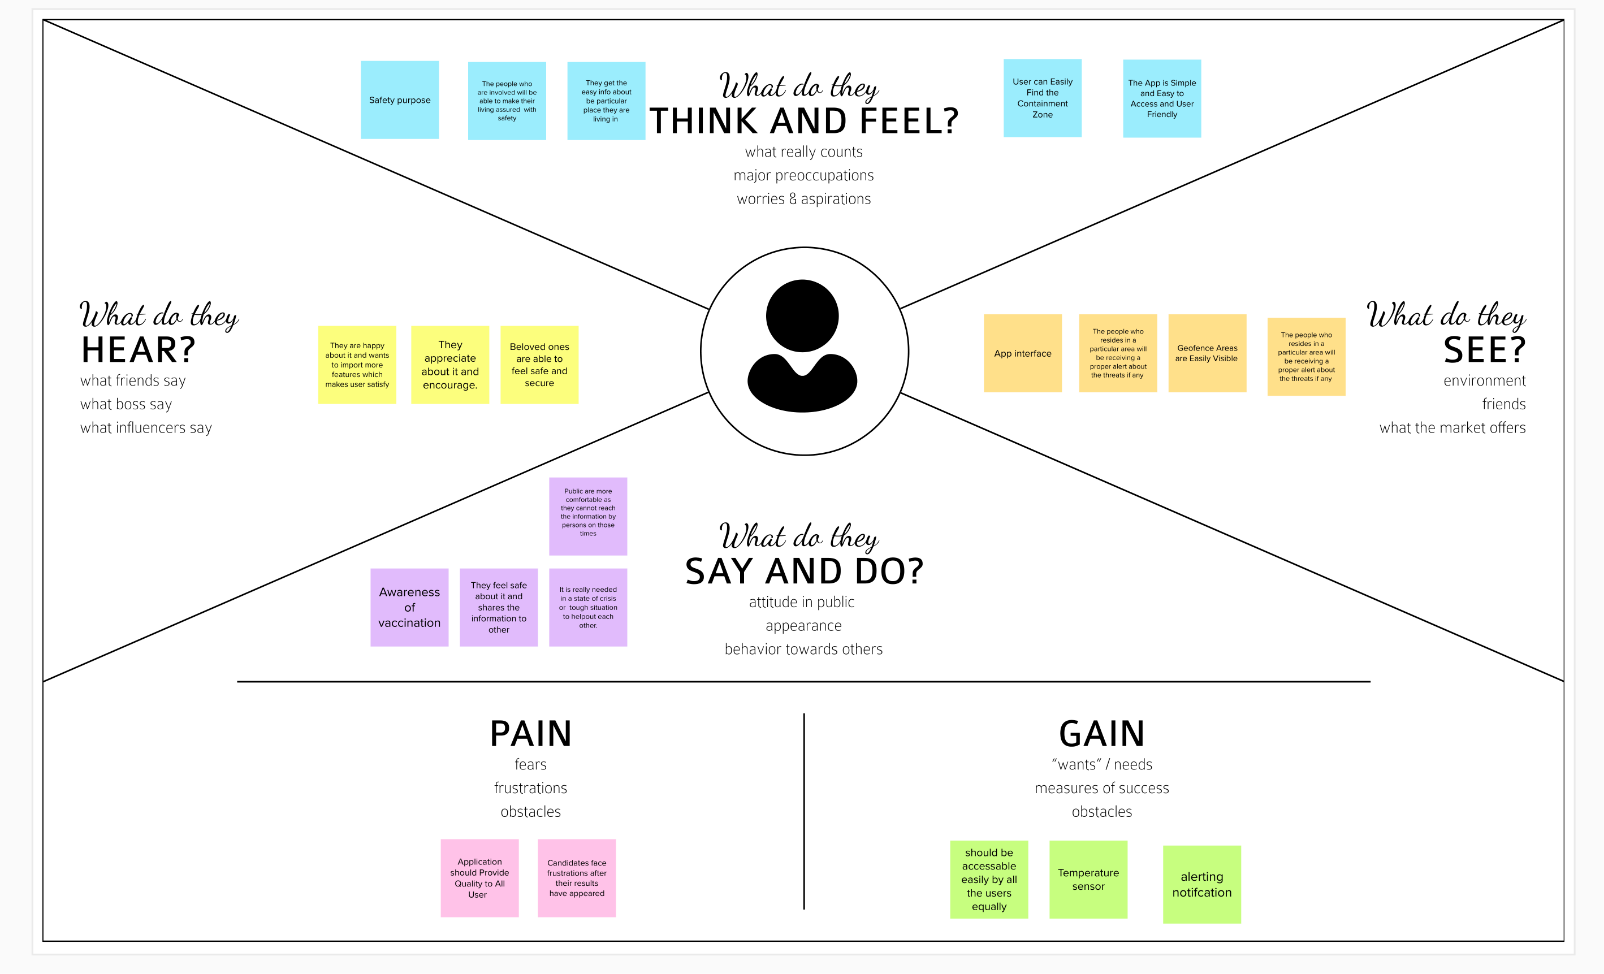 Safety purpose
The people who
are involved will be
able to make their
living assured with
safety
They get the
easy info about
be particular
place they are
living in
What do they
THINK AND FEEL?
what really counts
major preoccupations
worries & aspirations
User can Easily
Find the
Containment
Zone
The App is Simple
and Easy to
Access and User
Friendly
What do they
HEAR?
what friends say
what boss say
what influencers say
They are happy
about it and wants
to import more
features which
makes user satisfy
They
appreciate
about it and
encourage.
Beloved ones
are able to
feel safe and
secure
App interface
The people who
resides in a
particular area will
be receiving a
proper alert about
the threats if any
Geofence Areas
are Easily Visible
The people who
resides in a
particular area will
be receiving a
proper alert about
the threats if any
What do they
SEE?
environment
friends
what the market offers
Public are more
comfortable as
they cannot reach
the information by
persons on those
times
Awareness
of
vaccination
They feel safe
about it and
shares the
information to
other
It is really needed
in a state of crisis
or tough situation
to helpout each
other.
What do they
SAY AND DO?
attitude in public
appearance
behavior towards others
PAIN
fears
frustrations
obstacles
Application
should Provide
Quality to All
User
Candidates face
frustrations after
their results
have appeared
GAIN
“wants” / needs
measures of success
obstacles
should be
accessable
easily by all
the users
equally
Temperature
sensor
alerting
notifcation